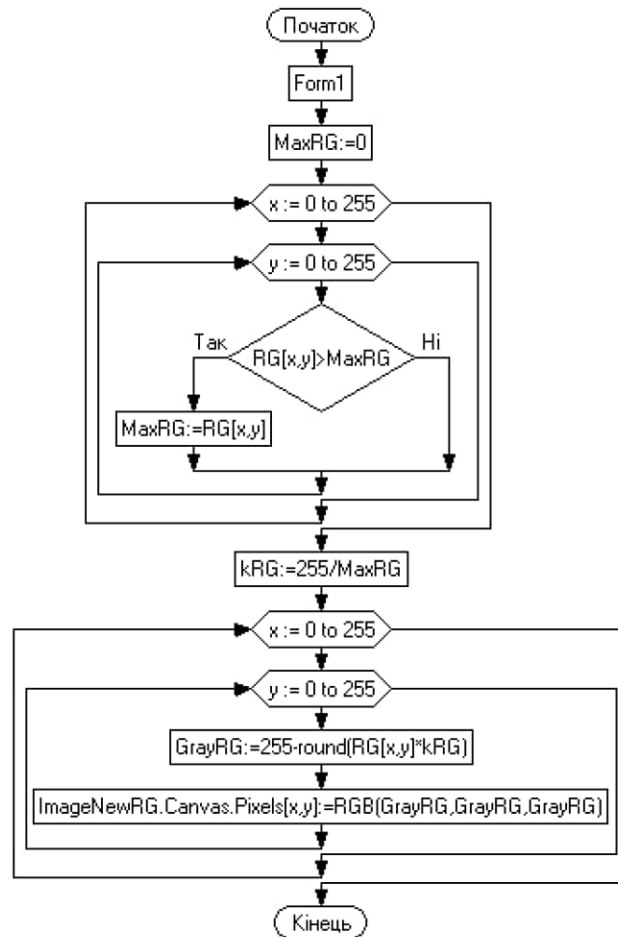 Початок
Form1
MaxRG:=0
x := 0 to 255
y := 0 to 255
Так
Ні
RG[x,y]>MaxRG
MaxRG:=RG[x,y]
kRG:=255/MaxRG
x := 0 to 255
y := 0 to 255
GrayRG:=255-round(RG[x,y]*kRG)
ImageNewRG.Canvas.Pixels[x,y]:=RGB(GrayRG,GrayRG,GrayRG)
Кінець